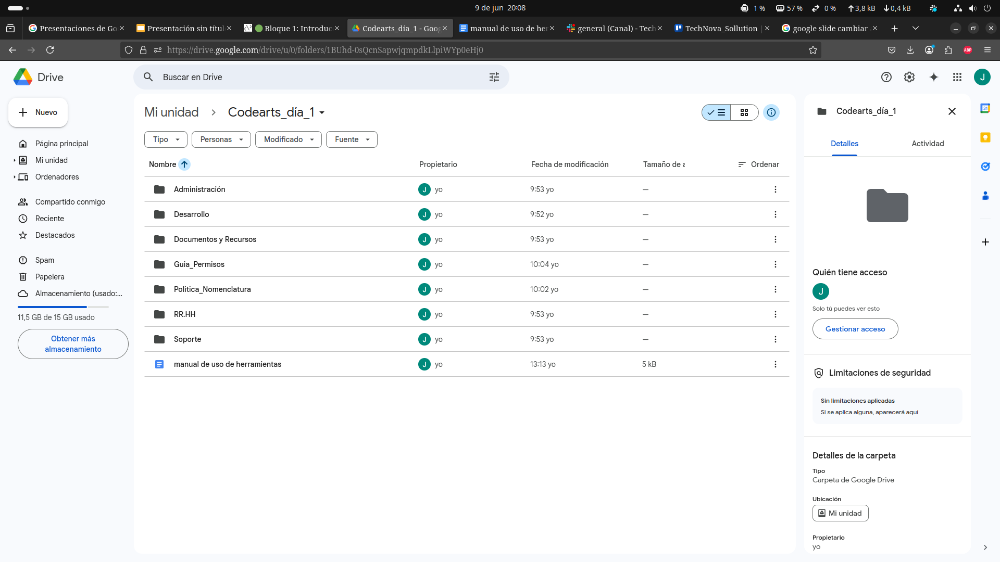 9 de jun 20:08
1 %
57 %
0 %
3,8 kB
0,4 kB
Presentaciones de Go
Presentación sin títul
Bloque 1: Introduc
Codearts_día_1 - Goog
manual de uso de her
general (Canal) - Tech
TechNova_Sollution |
google slide cambiar
https://drive.google.com/drive/u/0/folders/1BUhd-0sQcnSapwjqmpdkLlpiWYp0eHj0
ABP
Drive
Buscar en Drive
J
Nuevo
Página principal
Mi unidad
Ordenadores
Compartido conmigo
Reciente
Destacados
Spam
Papelera
Almacenamiento (usado:...
11,5 GB de 15 GB usado
Obtener más
almacenamiento
Mi unidad
Codearts_día_1
Tipo
Personas
Modificado
Fuente
Nombre
Propietario
Fecha de modificación
Tamaño de a
Ordenar
Administración J yo 9:53 yo —
Desarrollo J yo 9:52 yo —
Documentos y Recursos J yo 9:53 yo —
Guia_Permisos J yo 10:04 yo —
Politica_Nomenclatura J yo 10:02 yo —
RR.HH J yo 9:53 yo —
Soporte J yo 9:53 yo —
manual de uso de herramientas J yo 13:13 yo 5 kB
Codearts_día_1
Detalles
Actividad
Quién tiene acceso
J
Solo tú puedes ver esto
Gestionar acceso
Limitaciones de seguridad
Sin limitaciones aplicadas
Si se aplica alguna, aparecerá aquí
Detalles de la carpeta
Tipo
Carpeta de Google Drive
Ubicación
Mi unidad
Propietario
yo
31